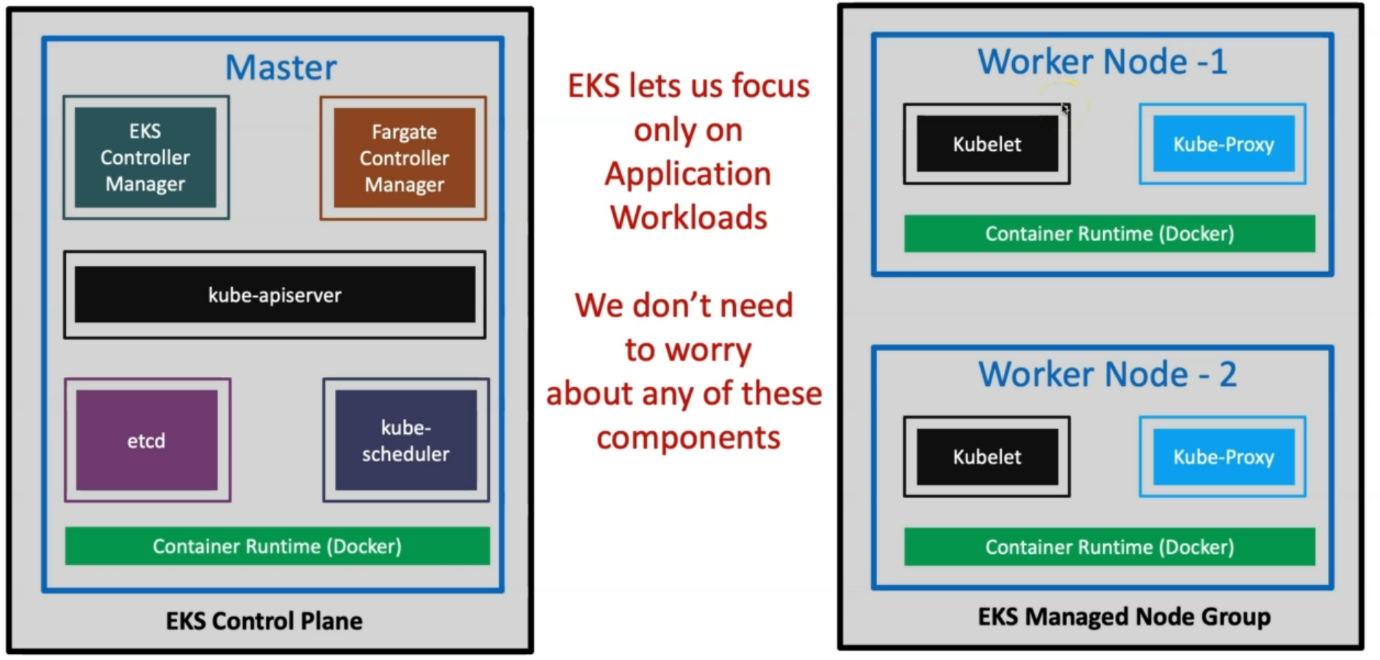 Master
EKS
Controller
Manager
Fargate
Controller
Manager
kube-apiserver
etcd
kube-
scheduler
Container Runtime (Docker)
EKS Control Plane
EKS lets us focus
only on
Application
Workloads
We don’t need
to worry
about any of these
components
Worker Node -1
Kubelet
Kube-Proxy
Container Runtime (Docker)
Worker Node - 2
Kubelet
Kube-Proxy
Container Runtime (Docker)
EKS Managed Node Group